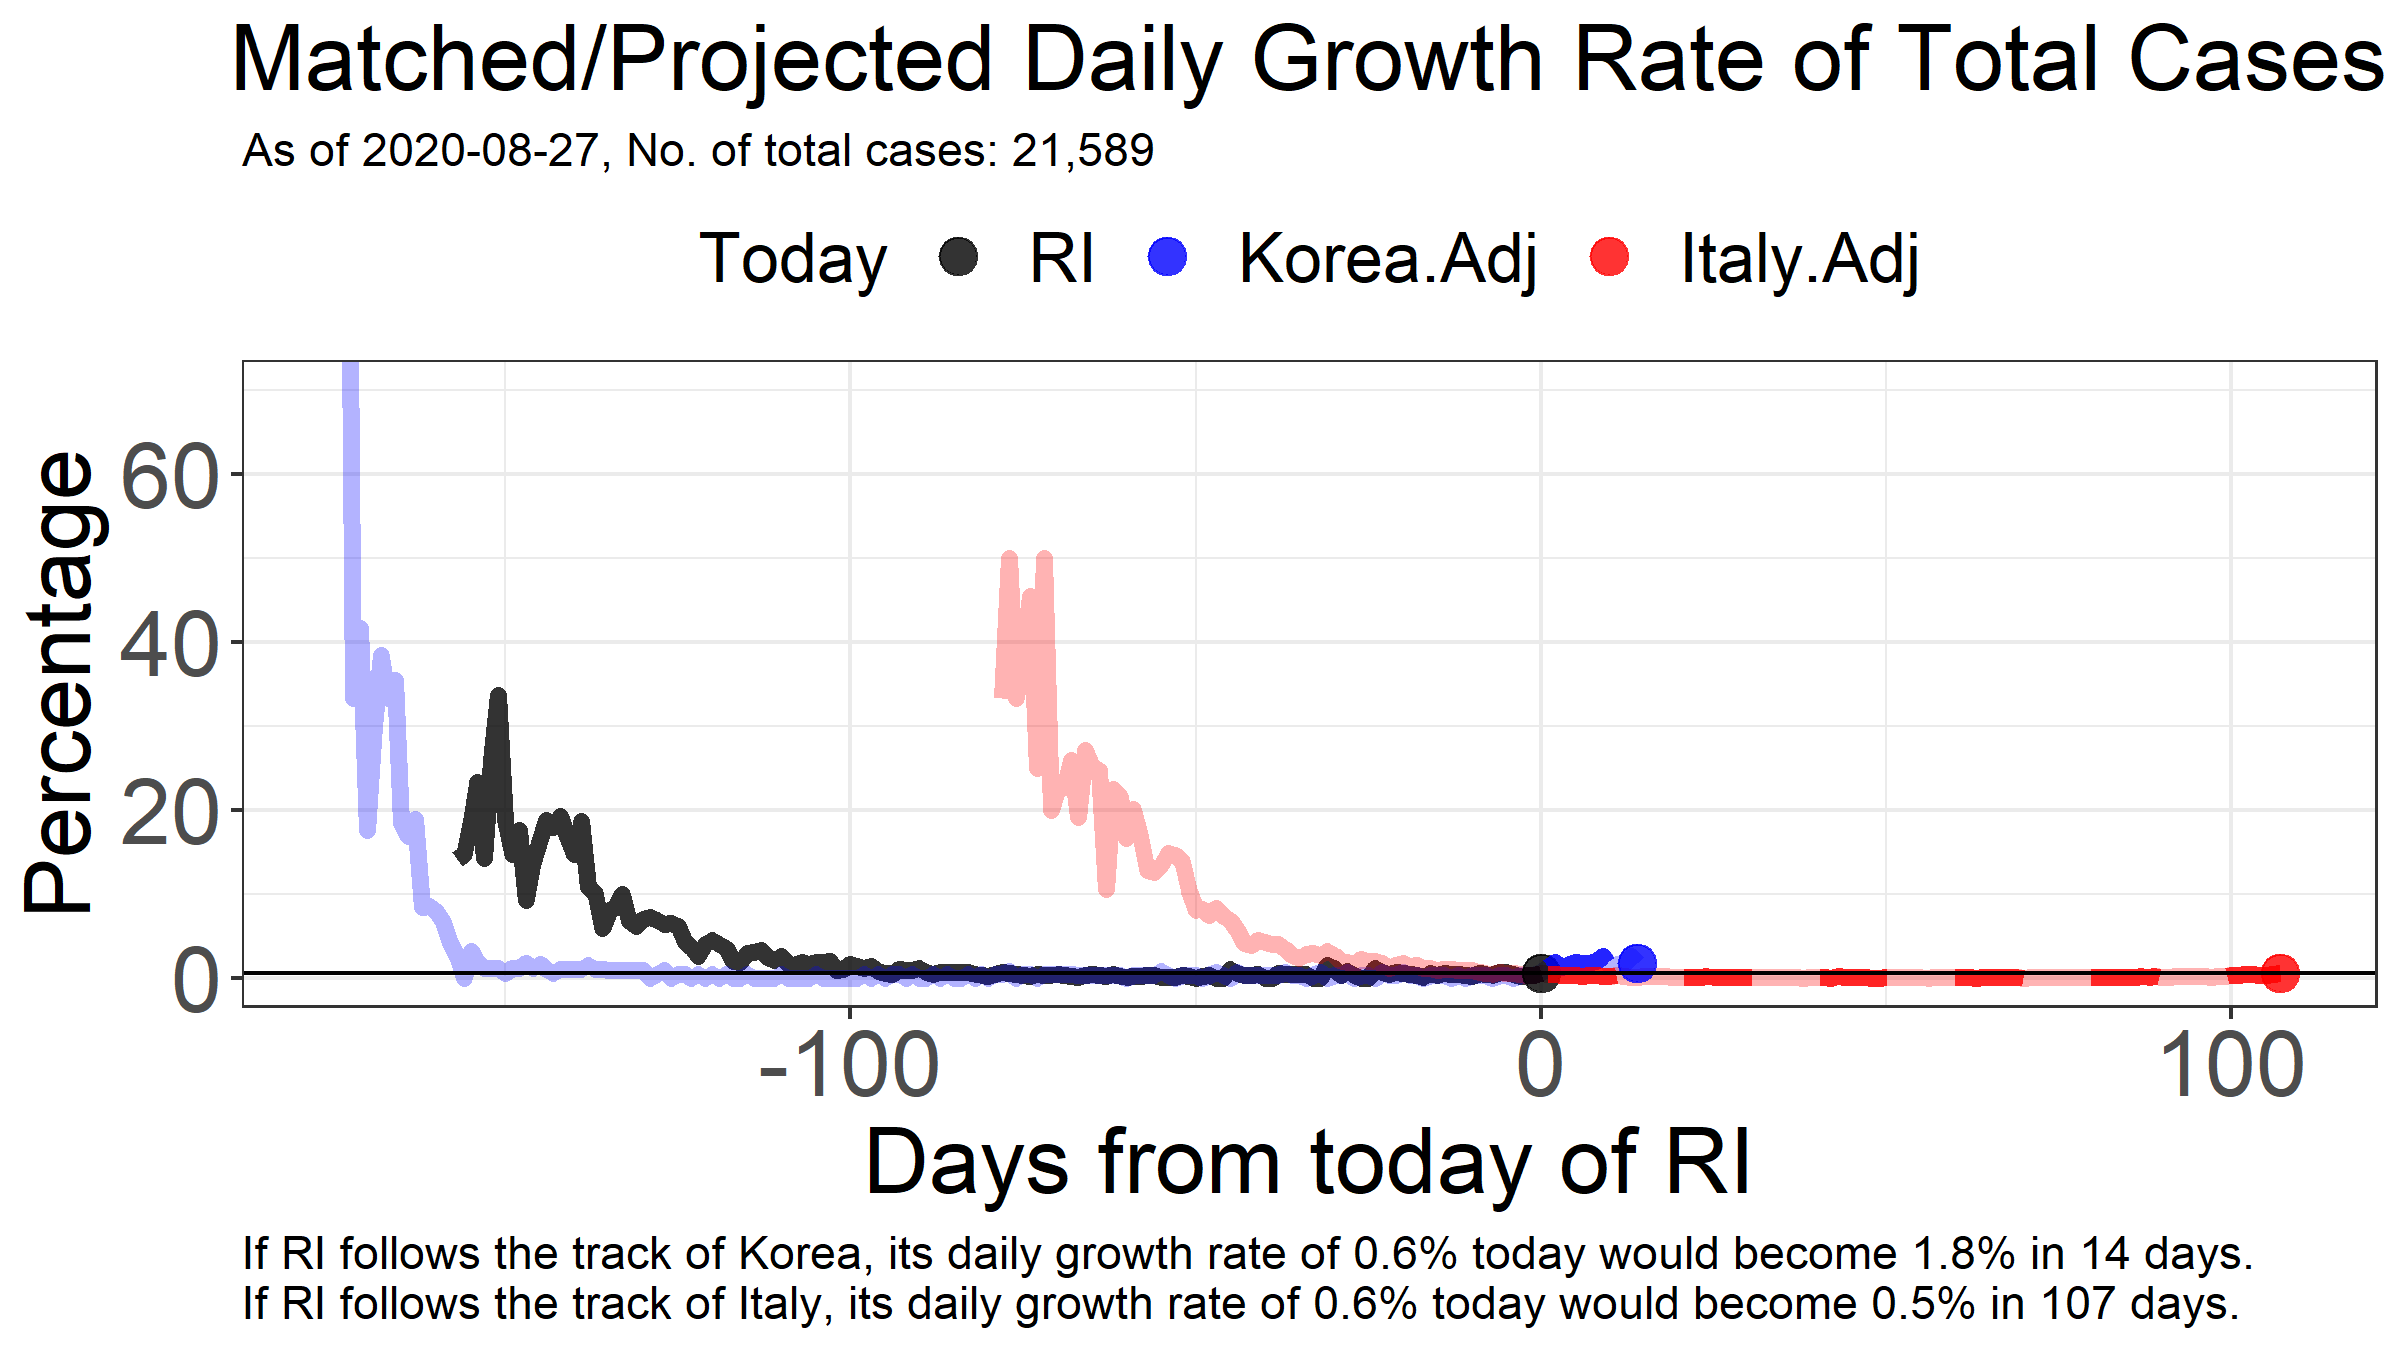 Matched/Projected Daily Growth Rate of Total Cases
As of 2020-08-27, No. of total cases: 21,589
Today RI Korea.Adj Italy.Adj
Percentage
60
40
20
0
-100 0 100
Days from today of RI
If RI follows the track of Korea, its daily growth rate of 0.6% today would become 1.8% in 14 days.
If RI follows the track of Italy, its daily growth rate of 0.6% today would become 0.5% in 107 days.